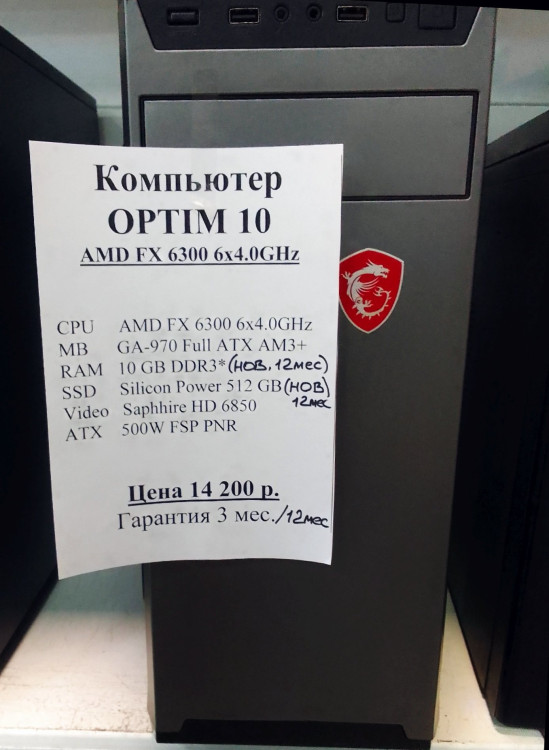 Компьютер
OPTIM 10
AMD FX 6300 6x4.0GHz
CPU AMD FX 6300 6x4.0GHz
MB GA-970 Full ATX AM3+
RAM 10 GB DDR3* (НОВ. 12мес)
SSD Silicon Power 512 GB (НОВ)
12мес
Video Saphhire HD 6850
ATX 500W FSP PNR
Цена 14 200 р.
Гарантия 3 мес./12мес